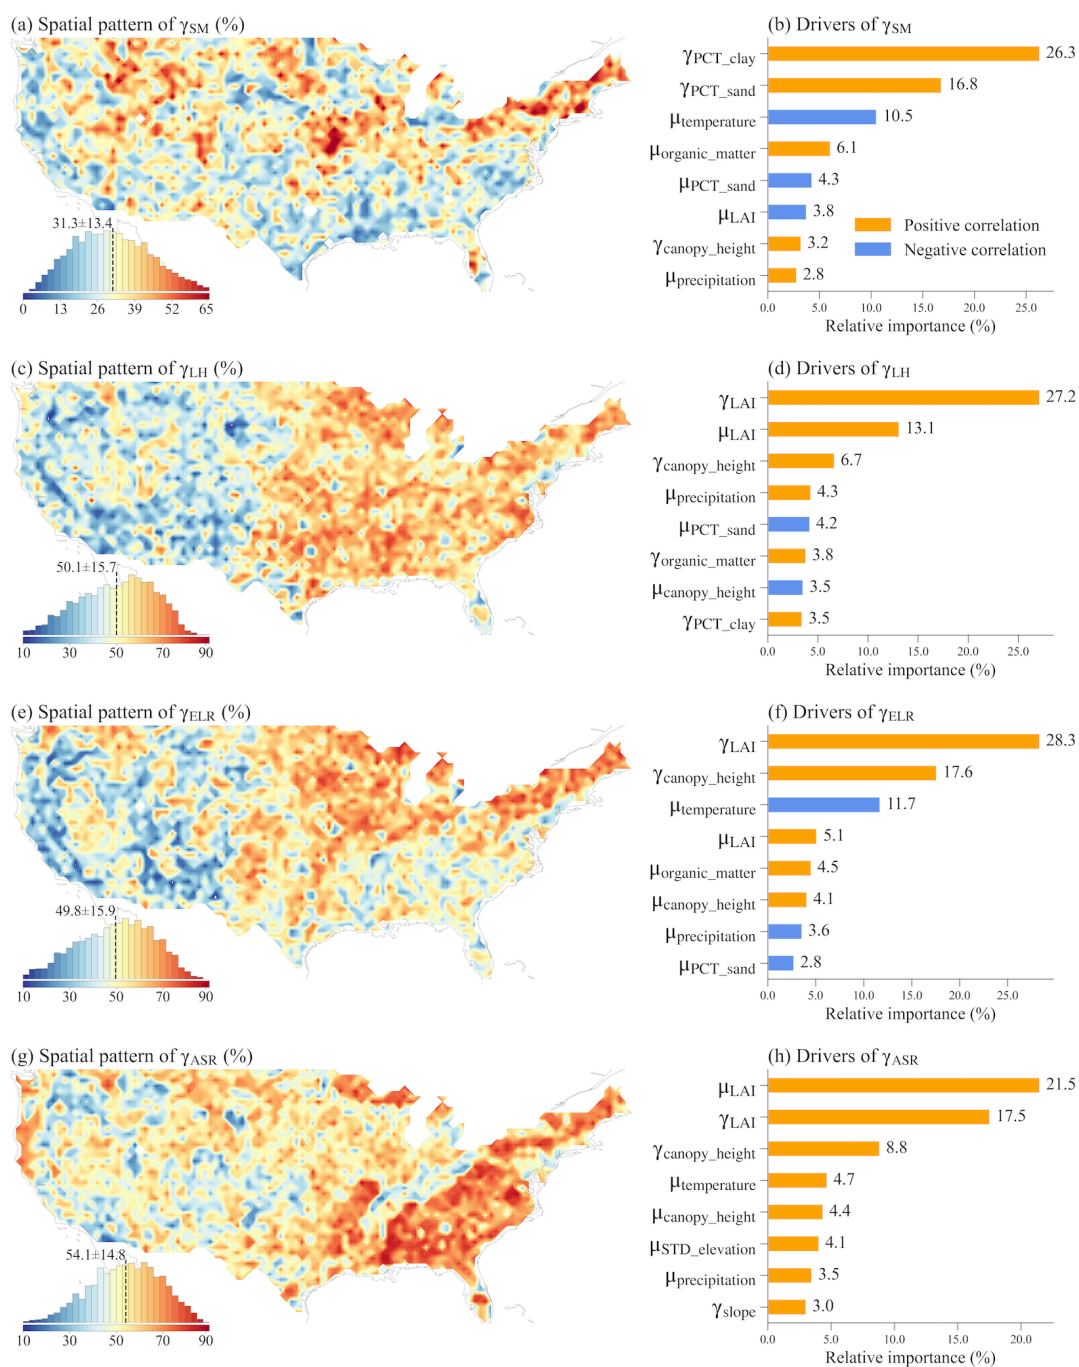 (a) Spatial pattern of γSM (%)
31.3±13.4
0 13 26 39 52 65
(b) Drivers of γSM
γPCT_clay 26.3
γPCT_sand 16.8
μtemperature 10.5
μorganic_matter 6.1
μPCT_sand 4.3
μLAI 3.8
γcanopy_height 3.2
μprecipitation 2.8
Positive correlation
Negative correlation
0.0 5.0 10.0 15.0 20.0 25.0
Relative importance (%)
(c) Spatial pattern of γLH (%)
50.1±15.7
10 30 50 70 90
(d) Drivers of γLH
γLAI 27.2
μLAI 13.1
γcanopy_height 6.7
μprecipitation 4.3
μPCT_sand 4.2
γorganic_matter 3.8
μcanopy_height 3.5
γPCT_clay 3.5
0.0 5.0 10.0 15.0 20.0 25.0
Relative importance (%)
(e) Spatial pattern of γELR (%)
49.8±15.9
10 30 50 70 90
(f) Drivers of γELR
γLAI 28.3
γcanopy_height 17.6
μtemperature 11.7
μLAI 5.1
μorganic_matter 4.5
μcanopy_height 4.1
μprecipitation 3.6
μPCT_sand 2.8
0.0 5.0 10.0 15.0 20.0 25.0
Relative importance (%)
(g) Spatial pattern of γASR (%)
54.1±14.8
10 30 50 70 90
(h) Drivers of γASR
μLAI 21.5
γLAI 17.5
γcanopy_height 8.8
μtemperature 4.7
μcanopy_height 4.4
μSTD_elevation 4.1
μprecipitation 3.5
γslope 3.0
0.0 5.0 10.0 15.0 20.0
Relative importance (%)